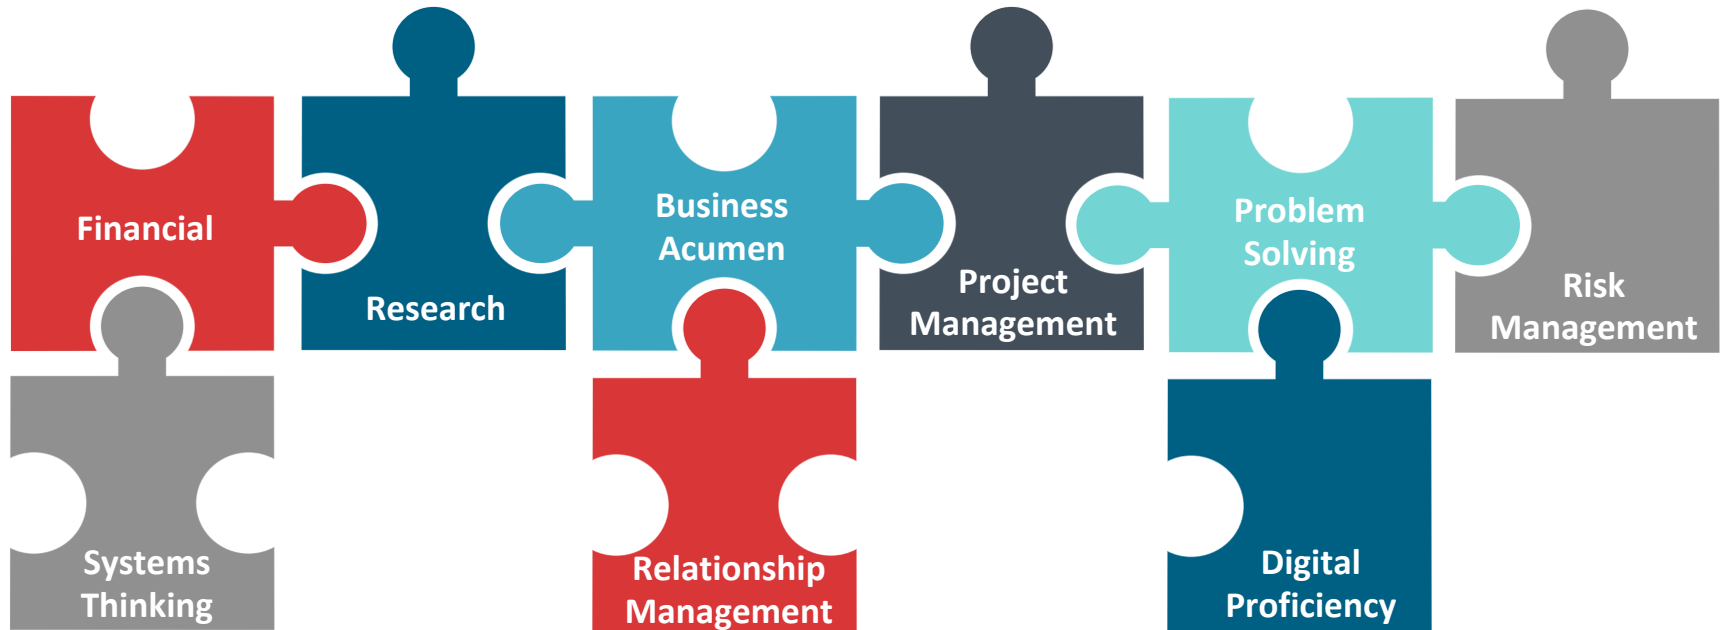 Financial
Research
Business
Acumen
Project
Management
Problem
Solving
Risk
Management
Systems
Thinking
Relationship
Management
Digital
Proficiency